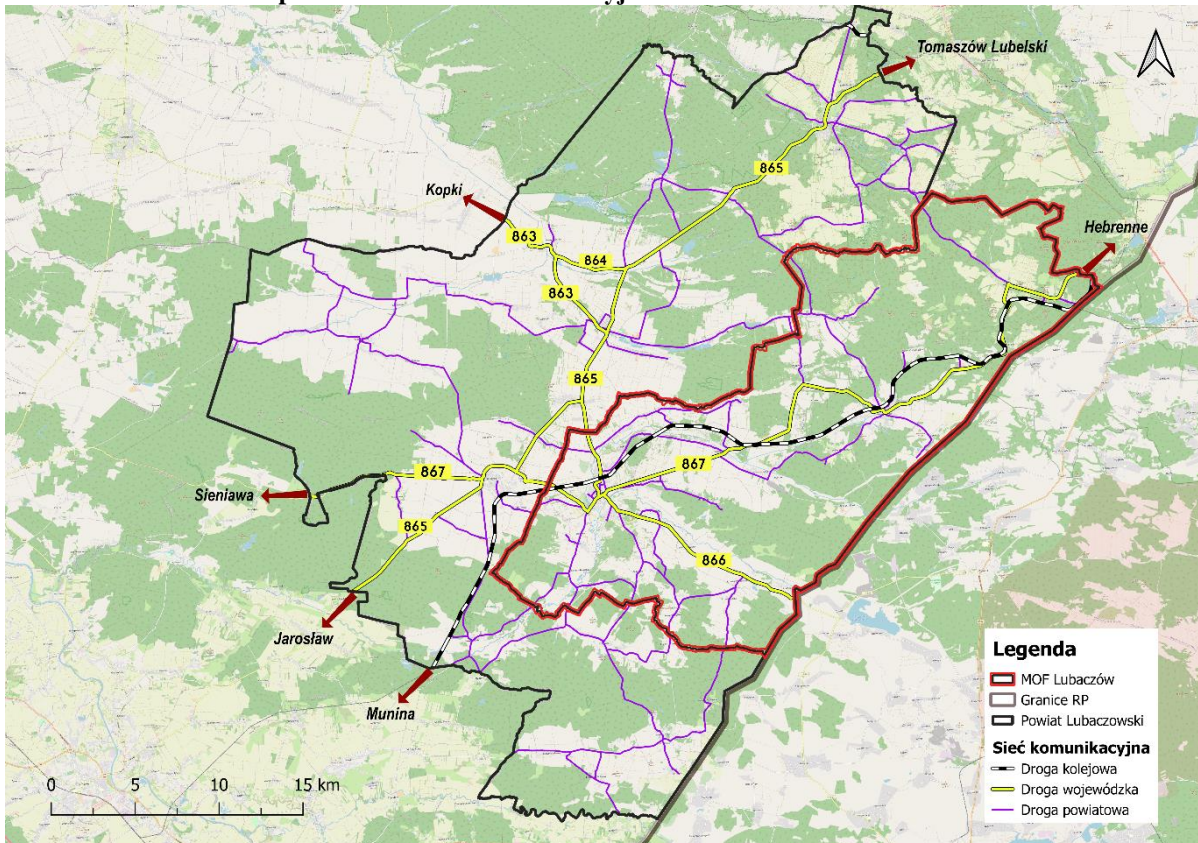 Tomaszów Lubelski
865
Kopki
863
Hebrenne
864
863
865
867
867
Sieniawa
865
866
Jarosław
Munina
Legenda
MOF Lubaczów
Granice RP
Powiat Lubaczowski
Sieć komunikacyjna
Droga kolejowa
Droga wojewódzka
Droga powiatowa
0 5 10 15 km